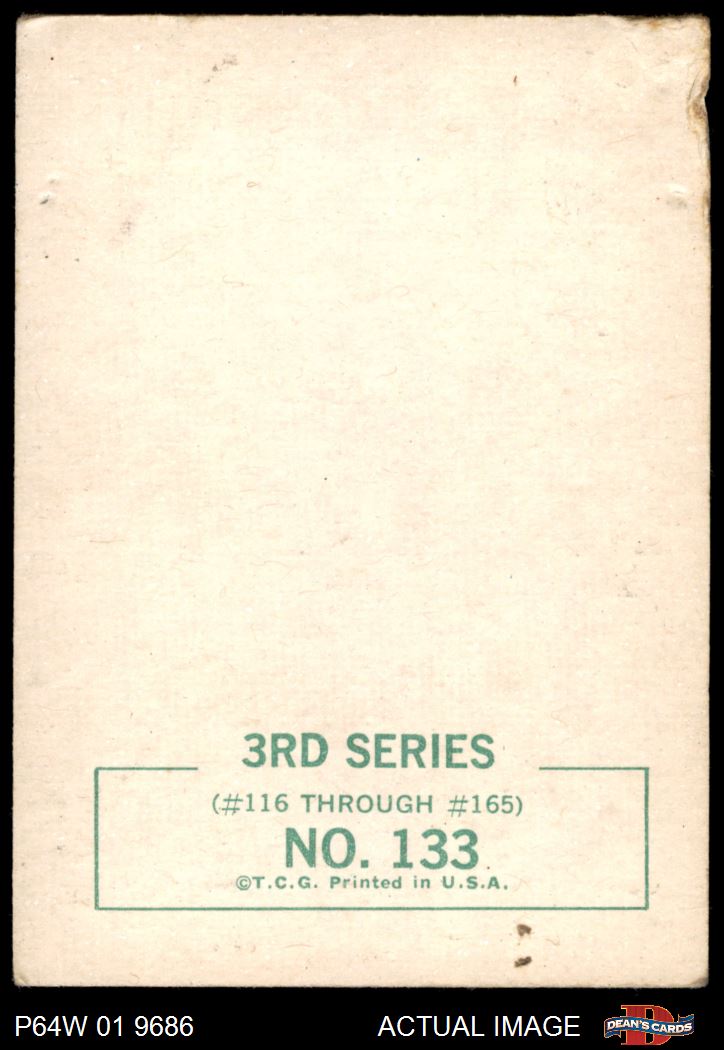 3RD SERIES
(#116 THROUGH #165)
NO. 133
©T.C.G. Printed in U.S.A.
P64W 01 9686
ACTUAL IMAGE
D
DEAN'S CARDS